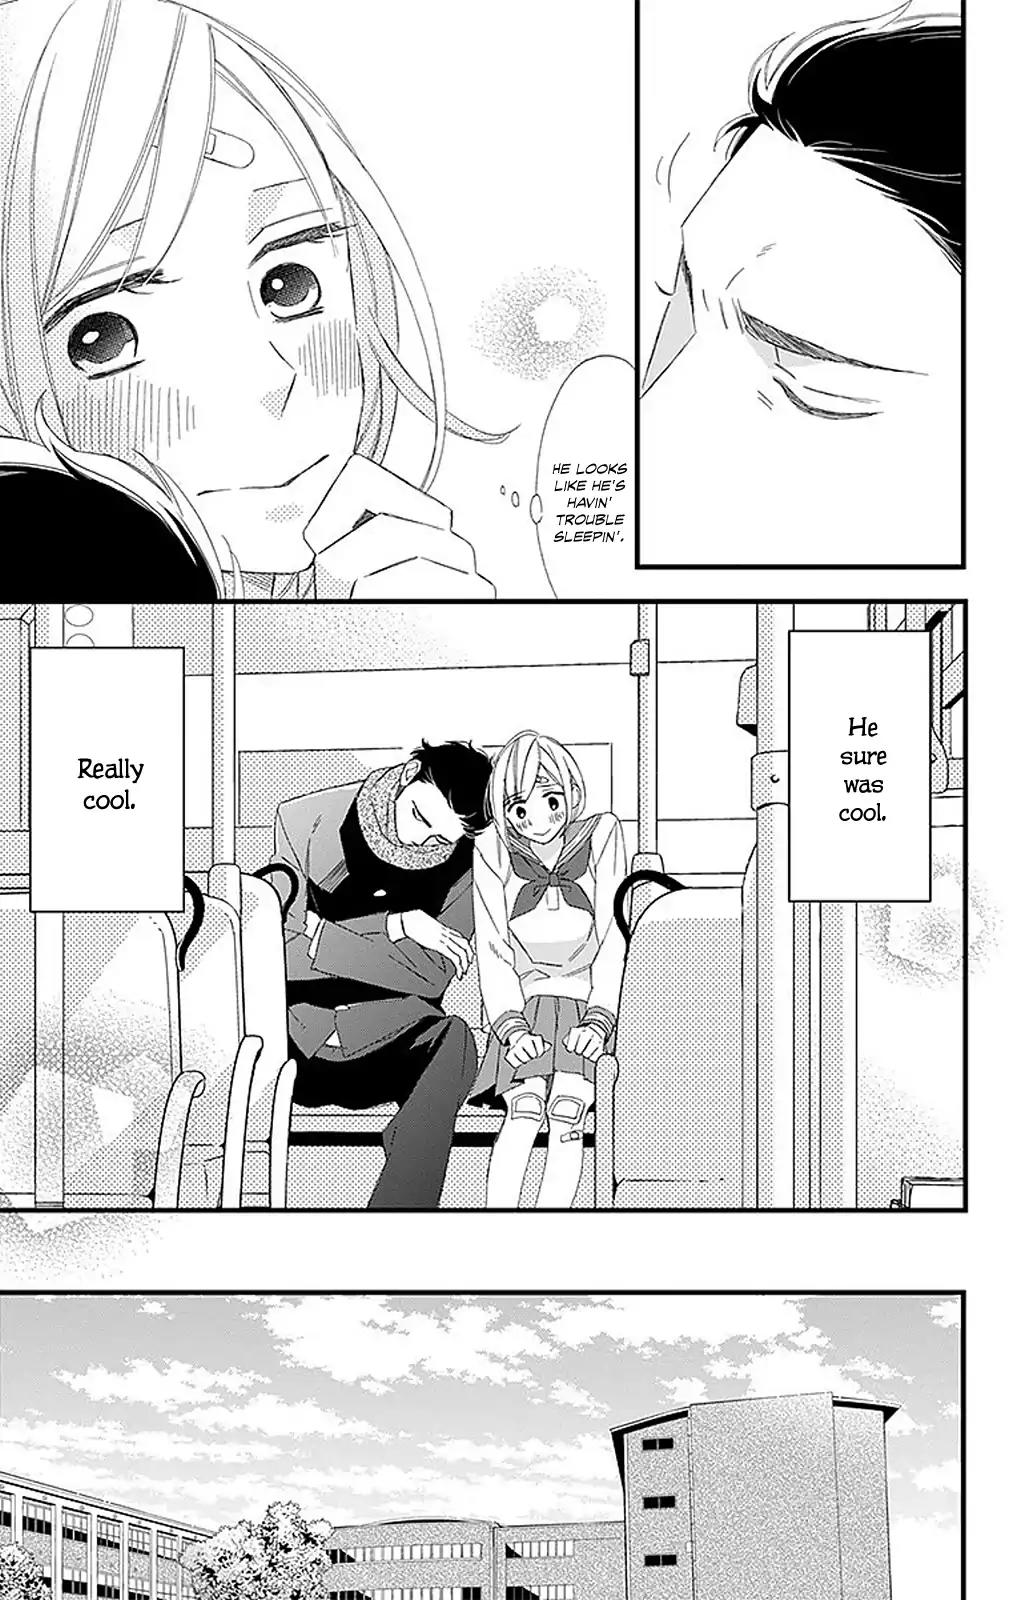 HE LOOKS
LIKE HE'S
HAVIN'
TROUBLE
SLEEPIN'.
He
sure
was
cool.
Really
cool.